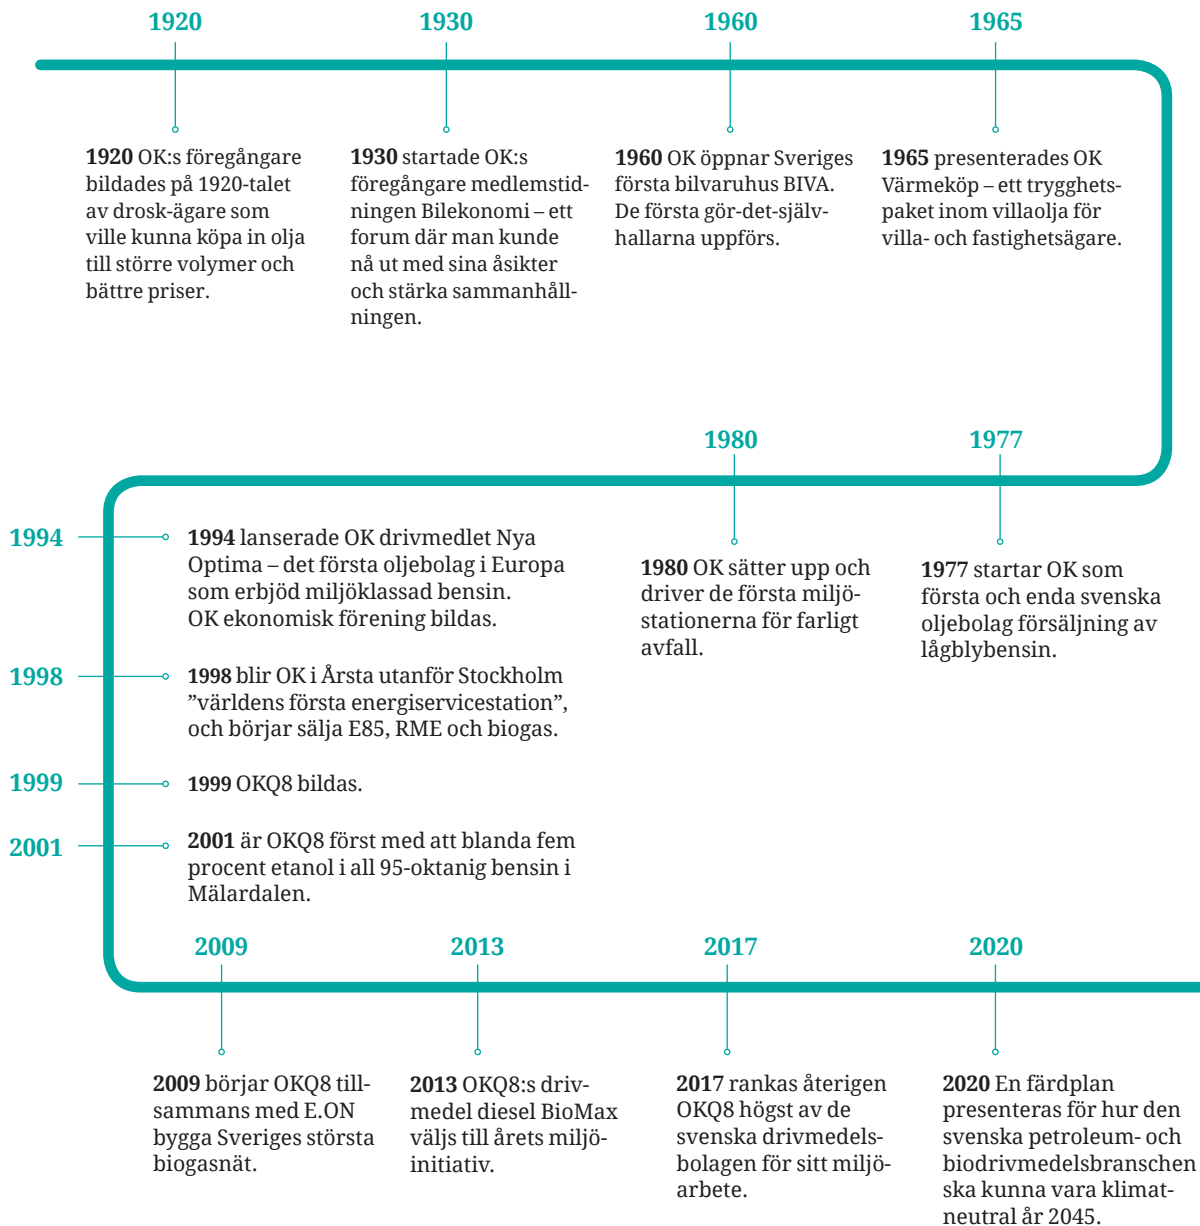 1920
1930
1960
1965
1920 OK:s föregångare
bildades på 1920-talet
av drosk-ägare som
ville kunna köpa in olja
till större volymer och
bättre priser.
1930 startade OK:s
föregångare medlemstid-
ningen Bilekonomi – ett
forum där man kunde
nå ut med sina åsikter
och stärka sammanhåll-
ningen.
1960 OK öppnar Sveriges
första bilvaruhus BIVA.
De första gör-det-själv-
hallarna uppförs.
1965 presenterades OK
Värmeköp – ett trygghets-
paket inom villaolja för
villa- och fastighetsägare.
1980
1977
1980 OK sätter upp och
driver de första miljö-
stationerna för farligt
avfall.
1977 startar OK som
första och enda svenska
oljebolag försäljning av
lågblybensin.
1994
1994 lanserade OK drivmedlet Nya
Optima – det första oljebolag i Europa
som erbjöd miljöklassad bensin.
OK ekonomisk förening bildas.
1998
1998 blir OK i Årsta utanför Stockholm
”världens första energiservicestation”,
och börjar sälja E85, RME och biogas.
1999
1999 OKQ8 bildas.
2001
2001 är OKQ8 först med att blanda fem
procent etanol i all 95-oktanig bensin i
Mälardalen.
2009
2013
2017
2020
2009 börjar OKQ8 till-
sammans med E.ON
bygga Sveriges största
biogasnät.
2013 OKQ8:s driv-
medel diesel BioMax
väljs till årets miljö-
initiativ.
2017 rankas återigen
OKQ8 högst av de
svenska drivmedels-
bolagen för sitt miljö-
arbete.
2020 En färdplan
presenteras för hur den
svenska petroleum- och
biodrivmedelsbranschen
ska kunna vara klimat-
neutral år 2045.